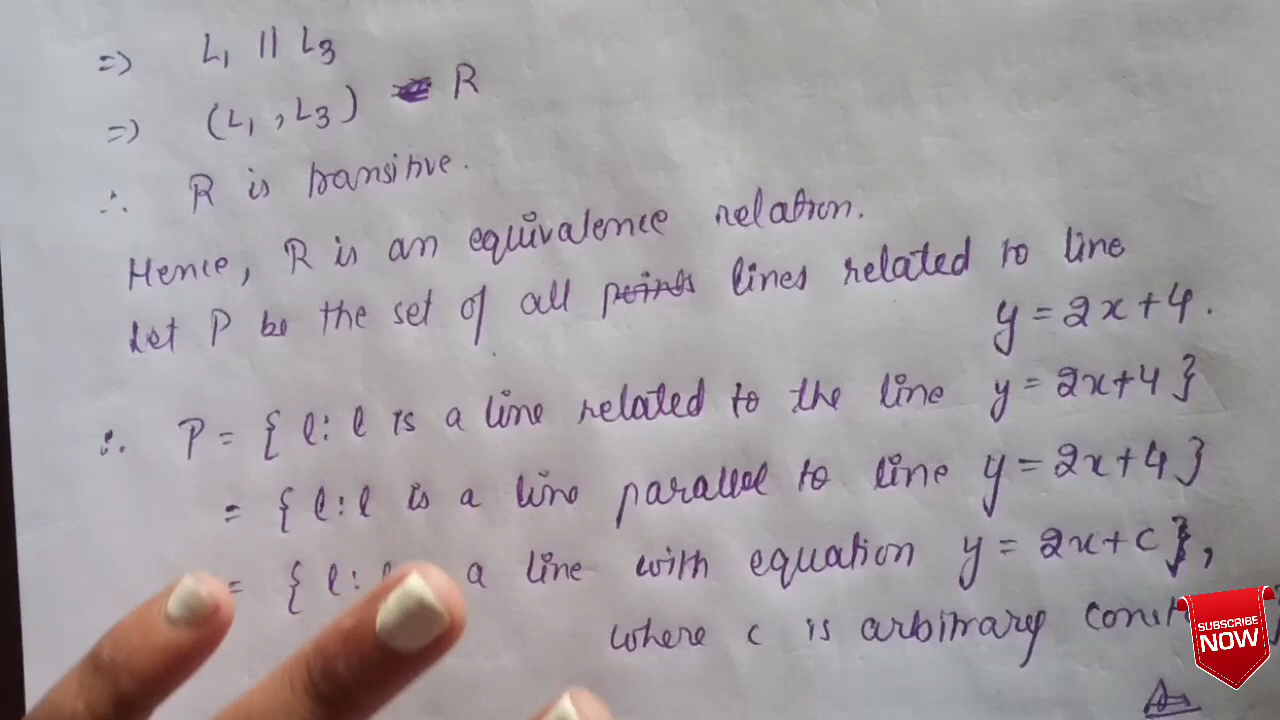 => L₁ || L₃
=> (L₁, L₃) R
∴ R is transitive.
Hence, R is an equivalence relation.
Let P be the set of all points lines related to line
y = 2x + 4.
∴ P = { l : l is a line related to the line y = 2x+4 }
= { l : l is a line parallel to line y = 2x+4 }
= { l : a line with equation y = 2x + c },
where c is arbitrary
SUBSCRIBE
NOW